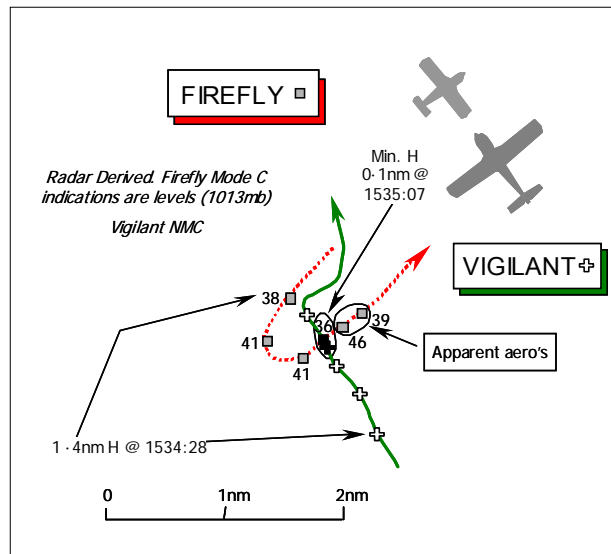 FIREFLY
Min. H
0·1nm @
1535:07
Radar Derived. Firefly Mode C
indications are levels (1013mb)
Vigilant NMC
VIGILANT
38
36
39
41
46
41
Apparent aero's
1·4nm H @ 1534:28
0
1nm
2nm